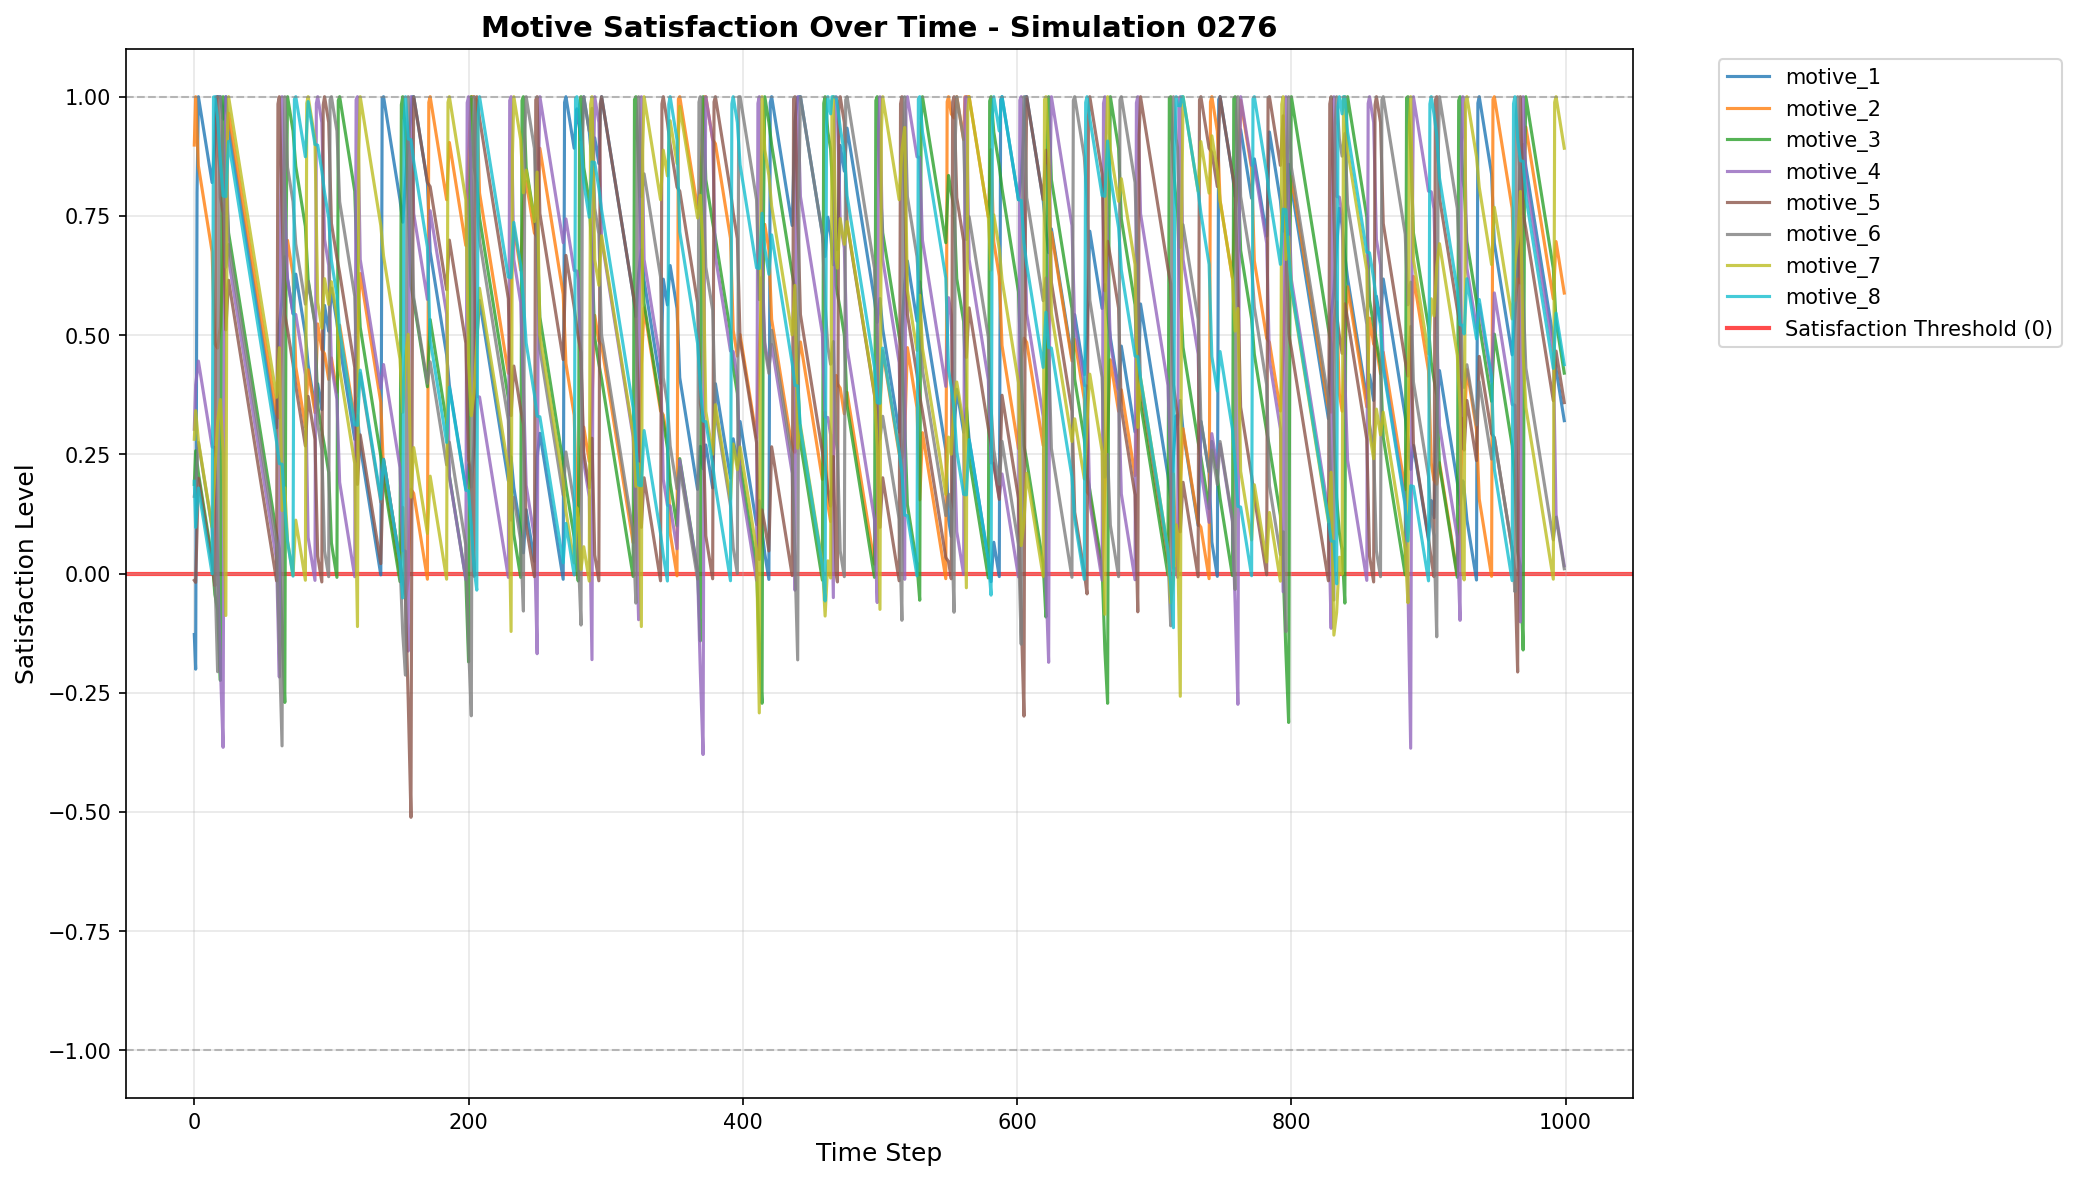 Motive Satisfaction Over Time - Simulation 0276
motive_1
motive_2
motive_3
motive_4
motive_5
motive_6
motive_7
motive_8
Satisfaction Threshold (0)
Satisfaction Level
1.00
0.75
0.50
0.25
0.00
−0.25
−0.50
−0.75
−1.00
0 200 400 600 800 1000
Time Step